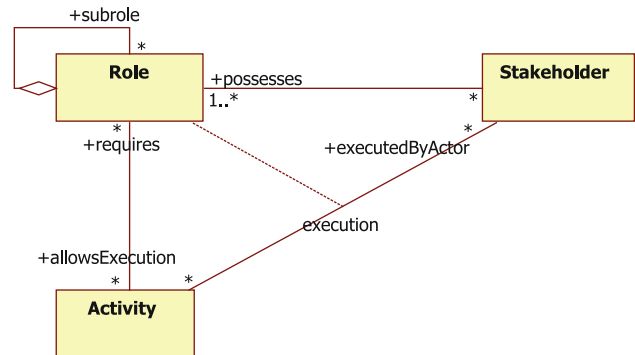 +subrole
*
Role
Stakeholder
+possesses
1..*
*
*
+requires
*
+executedByActor
execution
+allowsExecution
*
*
Activity